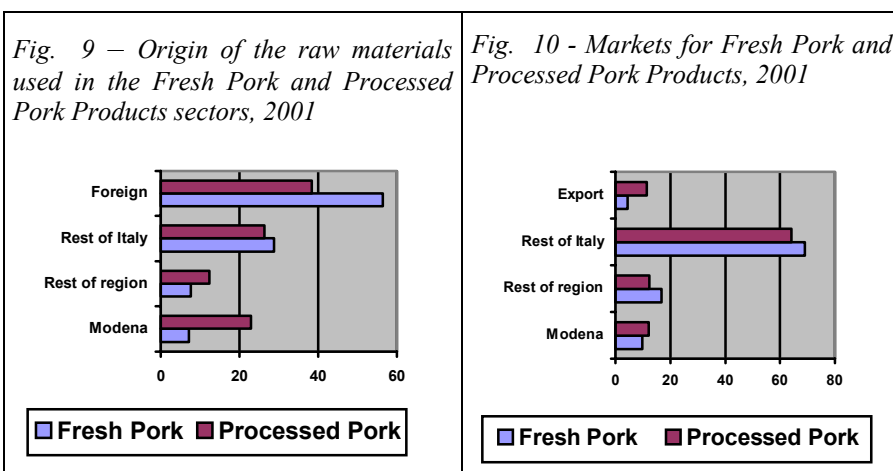 Fig. 9 – Origin of the raw materials
used in the Fresh Pork and Processed
Pork Products sectors, 2001
Foreign
Rest of Italy
Rest of region
Modena
0 20 40 60
Fresh Pork Processed Pork
Fig. 10 - Markets for Fresh Pork and
Processed Pork Products, 2001
Export
Rest of Italy
Rest of region
Modena
0 20 40 60 80
Fresh Pork Processed Pork